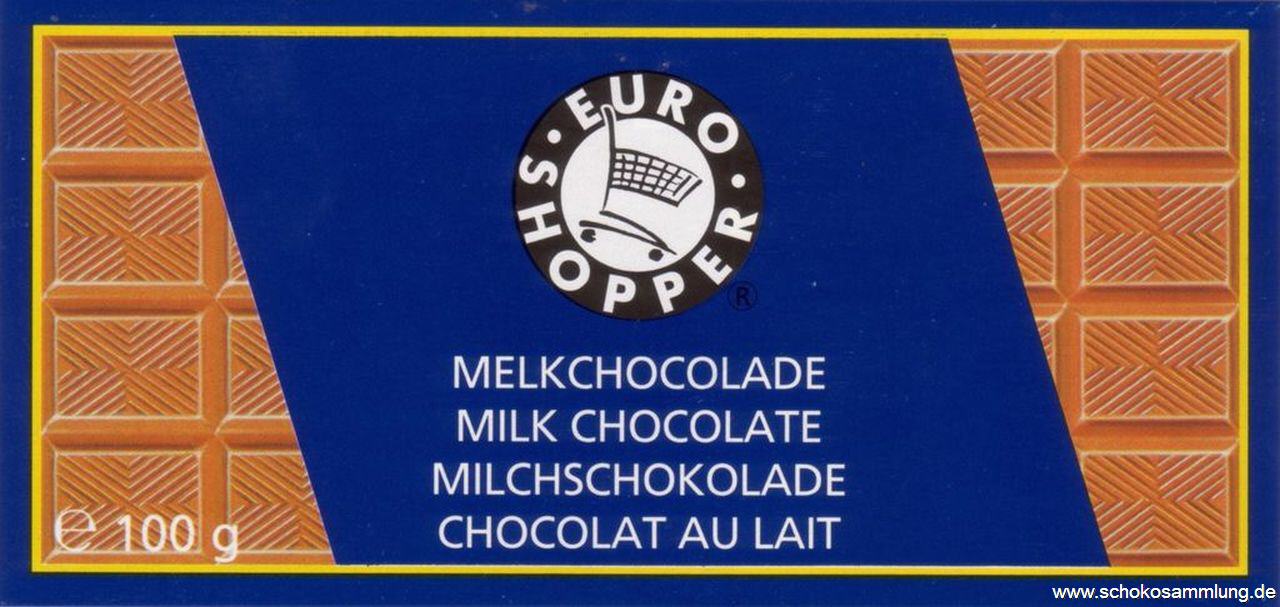 EURO
SHOPPER
®
MELKCHOCOLADE
MILK CHOCOLATE
MILCHSCHOKOLADE
CHOCOLAT AU LAIT
℮ 100 g
www.schokosammlung.de